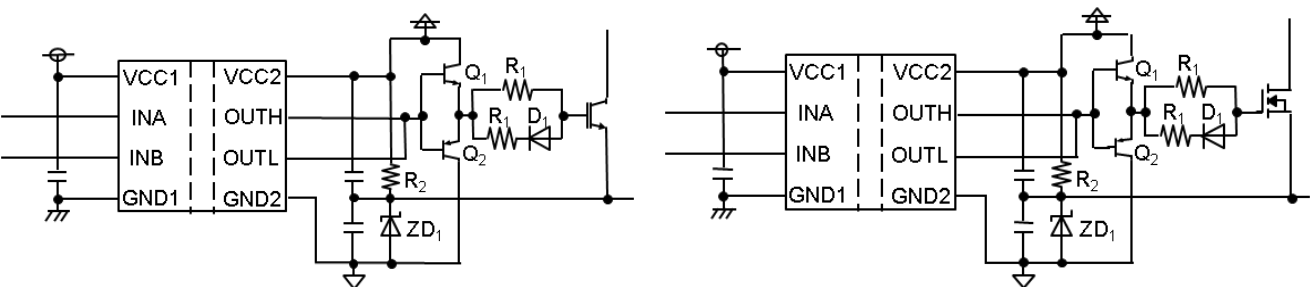 VCC1 VCC2
INA OUTH
INB OUTL
GND1 GND2
Q1
R1
R1 D1
Q2
R2
ZD1
VCC1 VCC2
INA OUTH
INB OUTL
GND1 GND2
Q1
R1
R1 D1
Q2
R2
ZD1